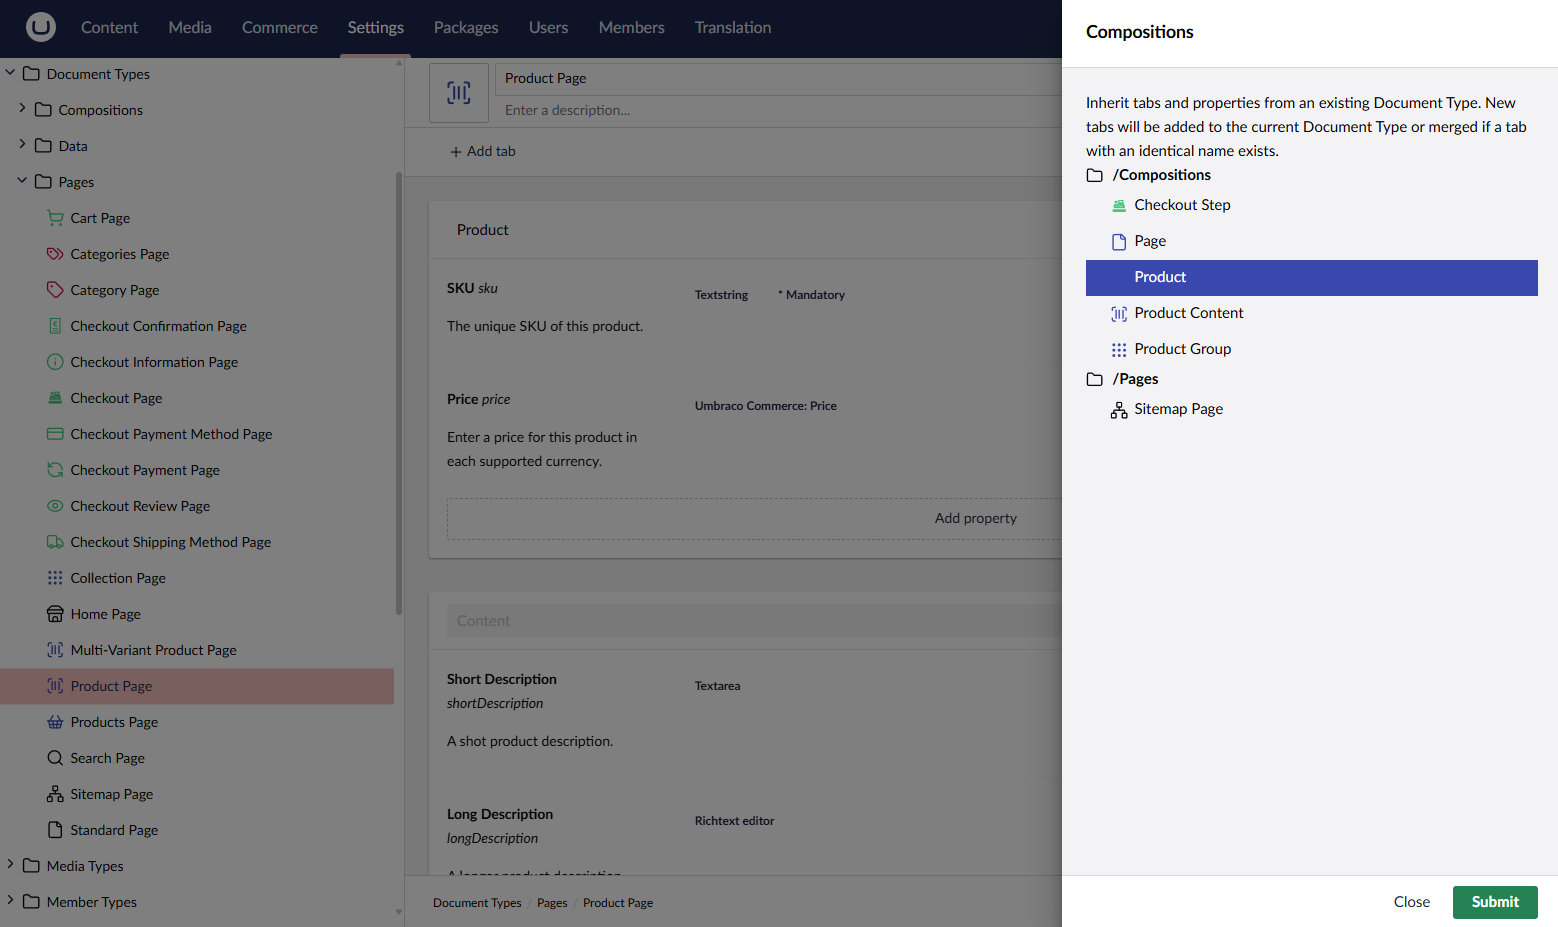 Content Media Commerce Settings Packages Users Members Translation
Document Types
Compositions
Data
Pages
Cart Page
Categories Page
Category Page
Checkout Confirmation Page
Checkout Information Page
Checkout Page
Checkout Payment Method Page
Checkout Payment Page
Checkout Review Page
Checkout Shipping Method Page
Collection Page
Home Page
Multi-Variant Product Page
Product Page
Products Page
Search Page
Sitemap Page
Standard Page
Media Types
Member Types
Product Page
Enter a description...
Add tab
Product
SKU sku
Textstring * Mandatory
The unique SKU of this product.
Price price
Umbraco Commerce: Price
Enter a price for this product in
each supported currency.
Add property
Content
Short Description
shortDescription
Textarea
A shot product description.
Long Description
longDescription
Richtext editor
A longer product description
Document Types / Pages / Product Page
Compositions
Inherit tabs and properties from an existing Document Type. New
tabs will be added to the current Document Type or merged if a tab
with an identical name exists.
/Compositions
Checkout Step
Page
Product
Product Content
Product Group
/Pages
Sitemap Page
Close Submit